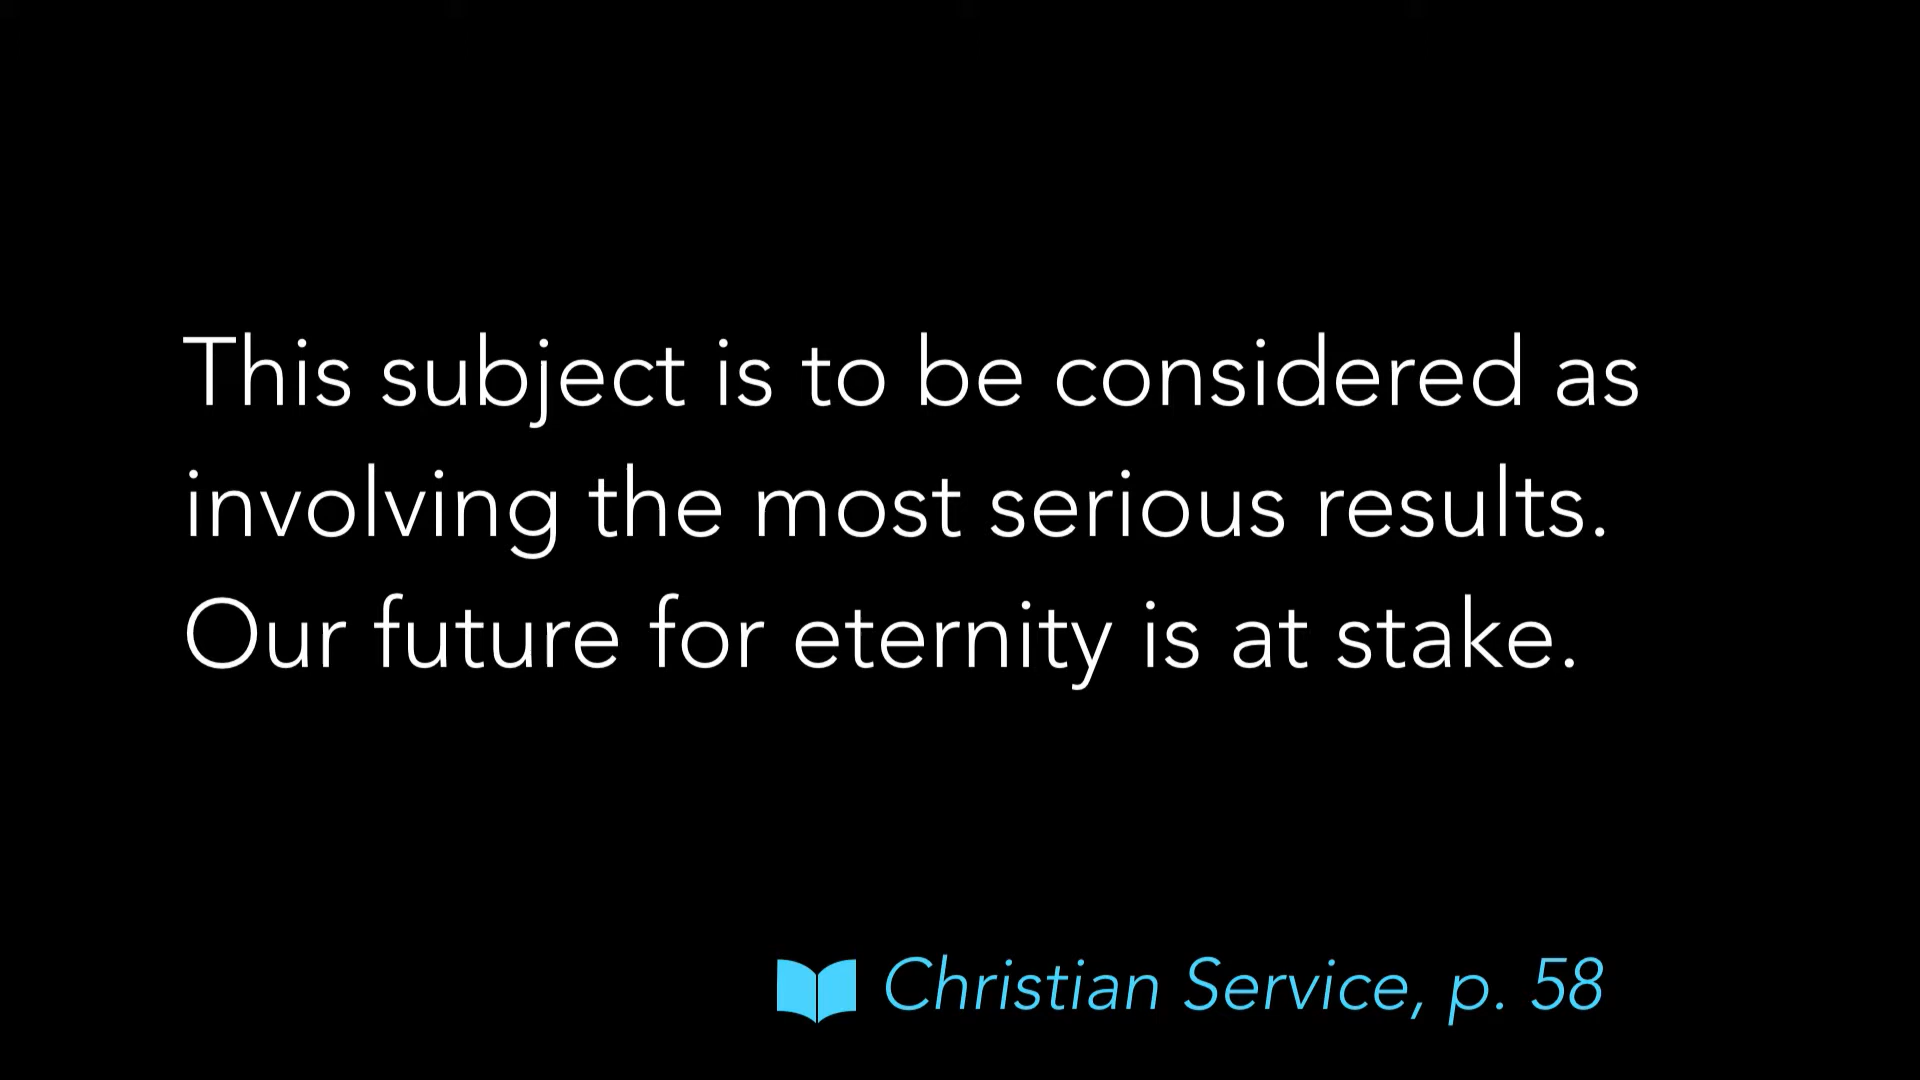 This subject is to be considered as
involving the most serious results.
Our future for eternity is at stake.
Christian Service, p. 58